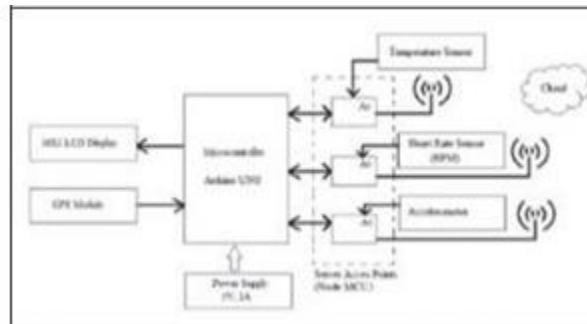 Temperature Sensor
Cloud
LCD Display
Microcontroller
Arduino UNO
Heart Rate Sensor
(BPM)
GPS Module
Accelerometer
Power Supply
Sensor Access Points
(Node MCU)